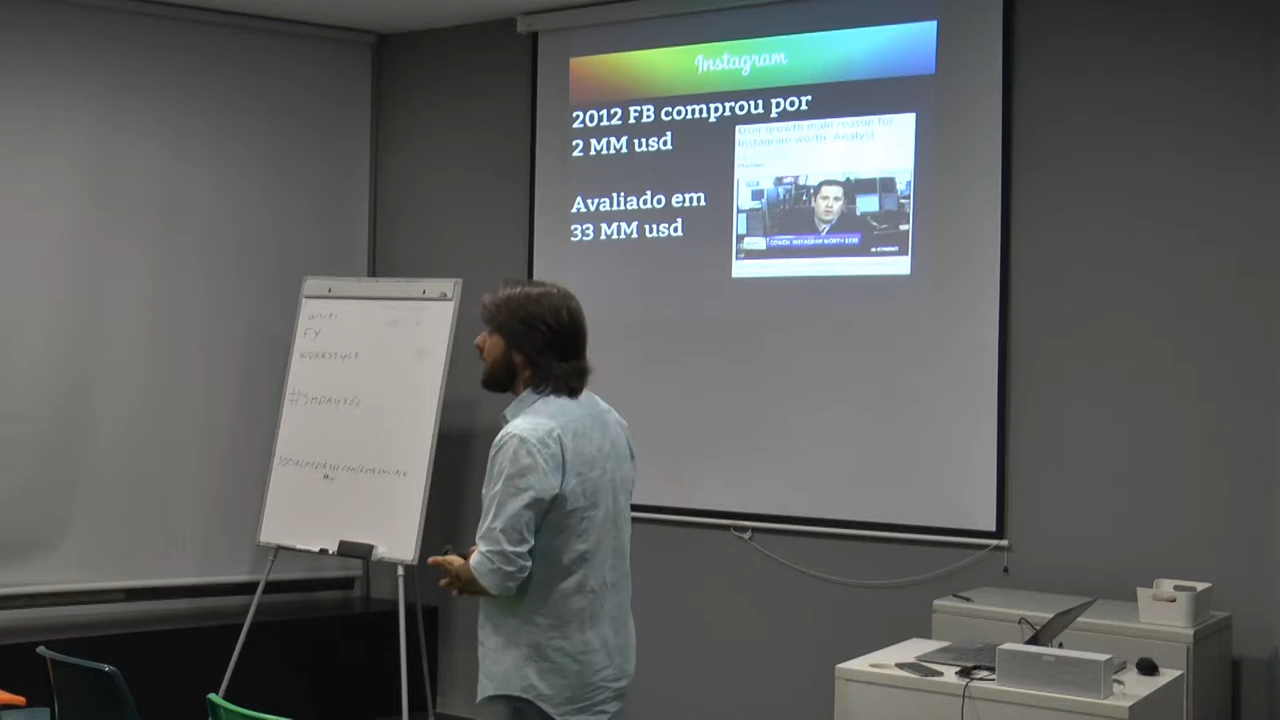 Instagram
2012 FB comprou por
2 MM usd
User growth main reason for
Instagram worth: Analyst
Avaliado em
33 MM usd
COWEN: INSTAGRAM WORTH $33B
FY
WORKSTYLE